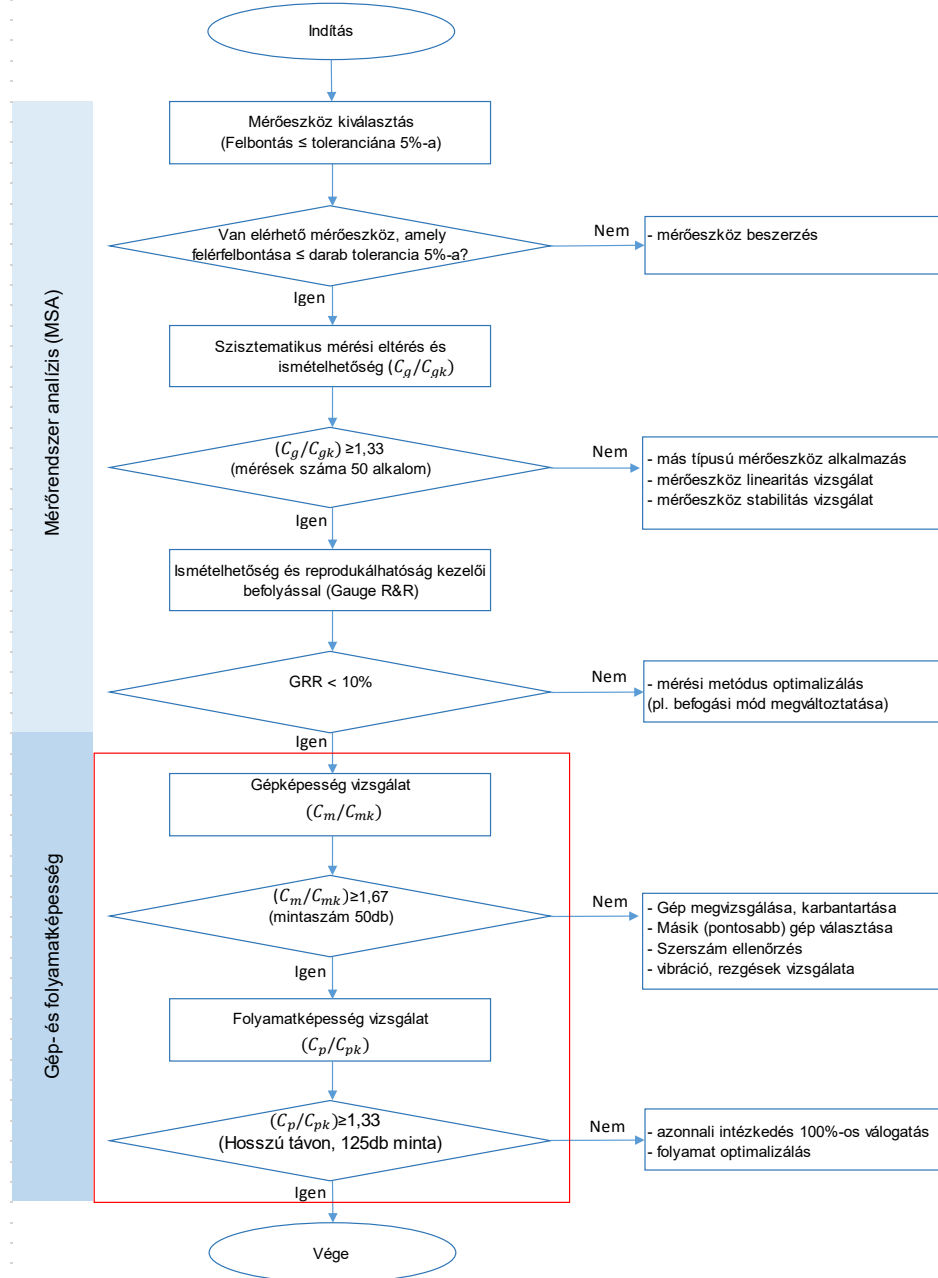 Indítás
Mérőrendszer analízis (MSA)
Mérőeszköz kiválasztás
(Felbontás ≤ toleranciána 5%-a)
Van elérhető mérőeszköz, amely
felérfelbontása ≤ darab tolerancia 5%-a?
Nem
- mérőeszköz beszerzés
Igen
Szisztematikus mérési eltérés és
ismételhetőség (C_g/C_gk)
(C_g/C_gk) ≥1,33
(mérések száma 50 alkalom)
Nem
- más típusú mérőeszköz alkalmazás
- mérőeszköz linearitás vizsgálat
- mérőeszköz stabilitás vizsgálat
Igen
Ismételhetőség és reprodukálhatóság kezelői
befolyással (Gauge R&R)
GRR < 10%
Nem
- mérési metódus optimalizálás
(pl. befogási mód megváltoztatása)
Igen
Gép- és folyamatképesség
Gépképesség vizsgálat
(C_m/C_mk)
(C_m/C_mk)≥1,67
(mintaszám 50db)
Nem
- Gép megvizsgálása, karbantartása
- Másik (pontosabb) gép választása
- Szerszám ellenőrzés
- vibráció, rezgések vizsgálata
Igen
Folyamatképesség vizsgálat
(C_p/C_pk)
(C_p/C_pk)≥1,33
(Hosszú távon, 125db minta)
Nem
- azonnali intézkedés 100%-os válogatás
- folyamat optimalizálás
Igen
Vége